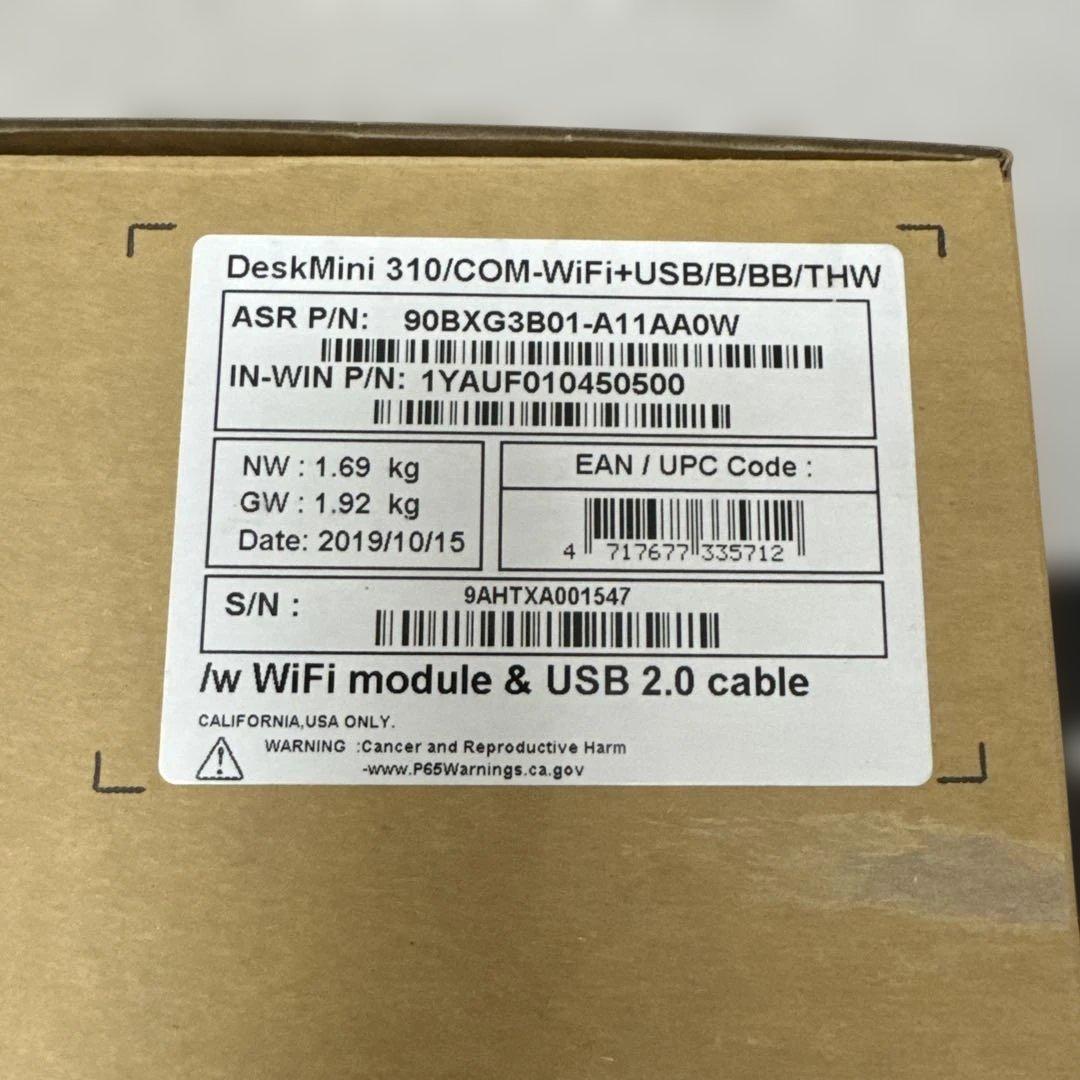 DeskMini 310/COM-WiFi+USB/B/BB/THW
ASR P/N: 90BXG3B01-A11AA0W
IN-WIN P/N: 1YAUF010450500
NW : 1.69 kg
GW : 1.92 kg
Date: 2019/10/15
EAN / UPC Code :
4 717677 335712
S/N : 9AHTXA001547
/w WiFi module & USB 2.0 cable
CALIFORNIA,USA ONLY.
WARNING :Cancer and Reproductive Harm
-www.P65Warnings.ca.gov